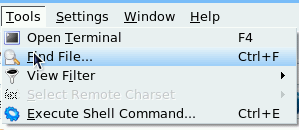 Tools Settings Window Help
Open Terminal F4
Find File... Ctrl+F
View Filter
Select Remote Charset
Execute Shell Command... Ctrl+E